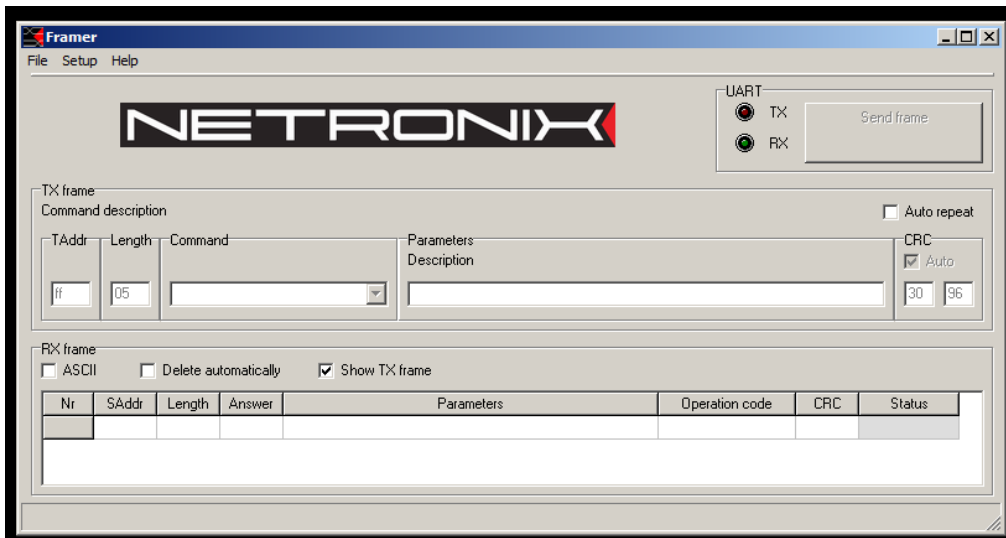 Framer
File Setup Help
NETRONIX
UART
TX
RX
Send frame
TX frame
Command description
Auto repeat
TAddr Length Command Parameters CRC
Description
Auto
ff 05 30 96
RX frame
ASCII Delete automatically Show TX frame
Nr SAddr Length Answer Parameters Operation code CRC Status